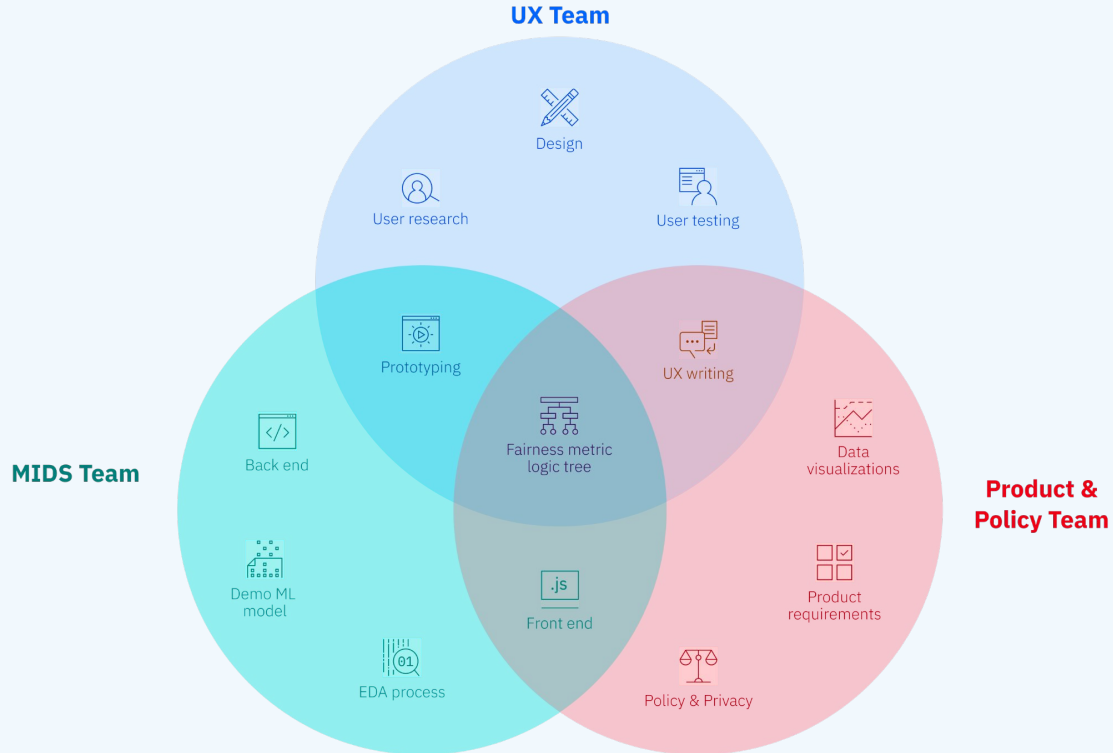 UX Team
Design
User research
User testing
Prototyping
UX writing
Fairness metric
logic tree
Back end
Data
visualizations
MIDS Team
Product &
Policy Team
Demo ML
model
.js
Front end
Product
requirements
01
EDA process
Policy & Privacy